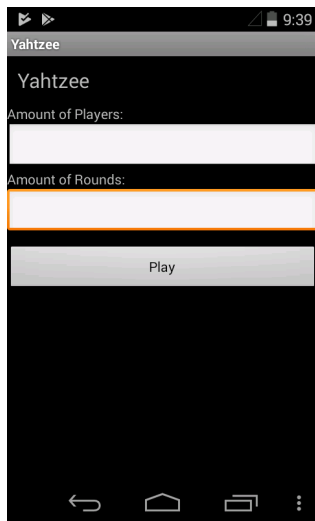 9:39
Yahtzee
Yahtzee
Amount of Players:
Amount of Rounds:
Play